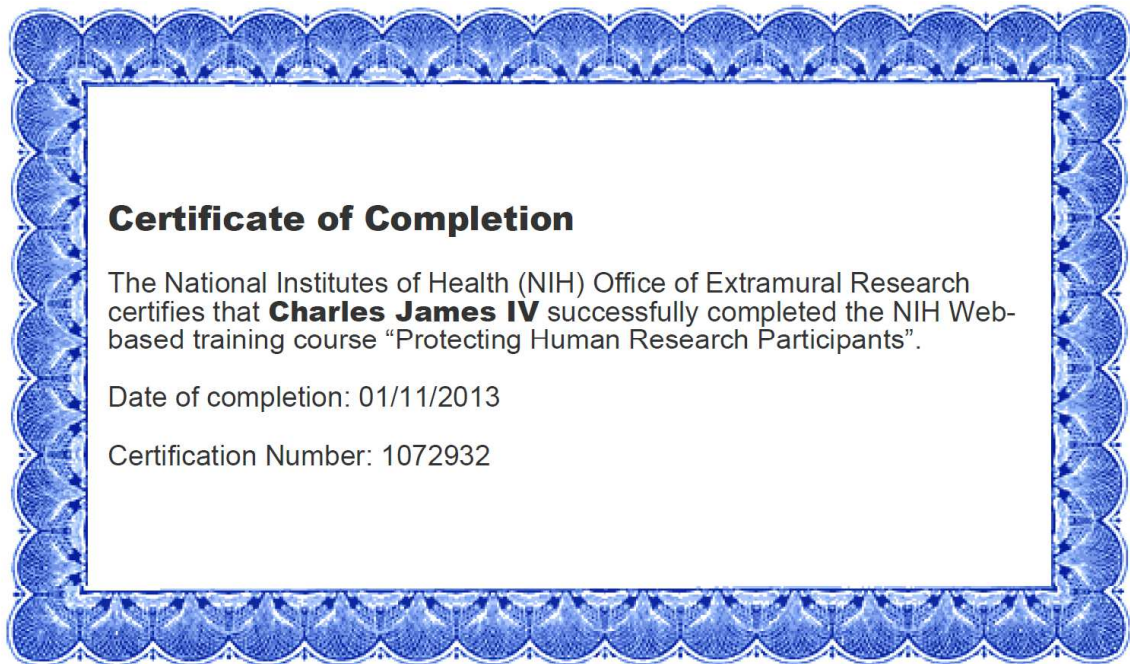 Certificate of Completion
The National Institutes of Health (NIH) Office of Extramural Research
certifies that Charles James IV successfully completed the NIH Web-
based training course “Protecting Human Research Participants”.
Date of completion: 01/11/2013
Certification Number: 1072932